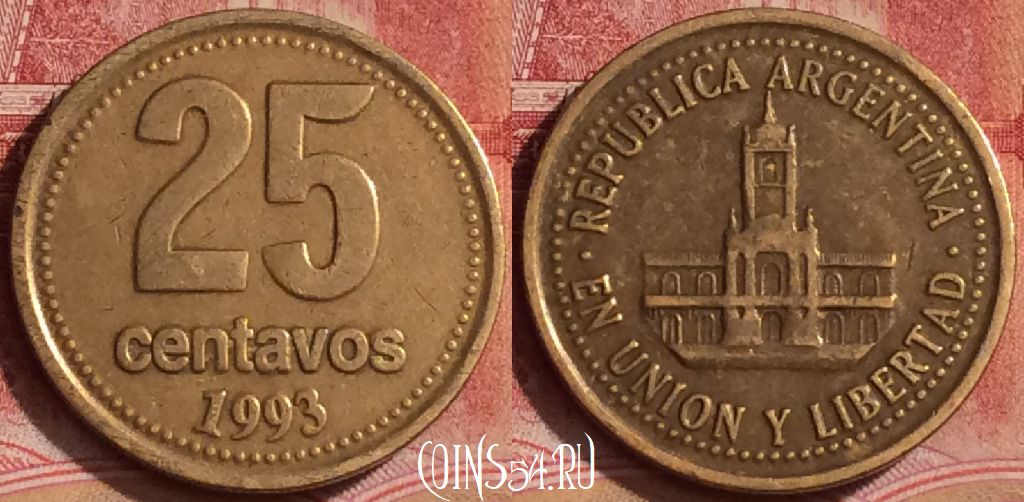 25
centavos
1993
· REPUBLICA ARGENTINA ·
EN UNION Y LIBERTAD
COINS54.RU